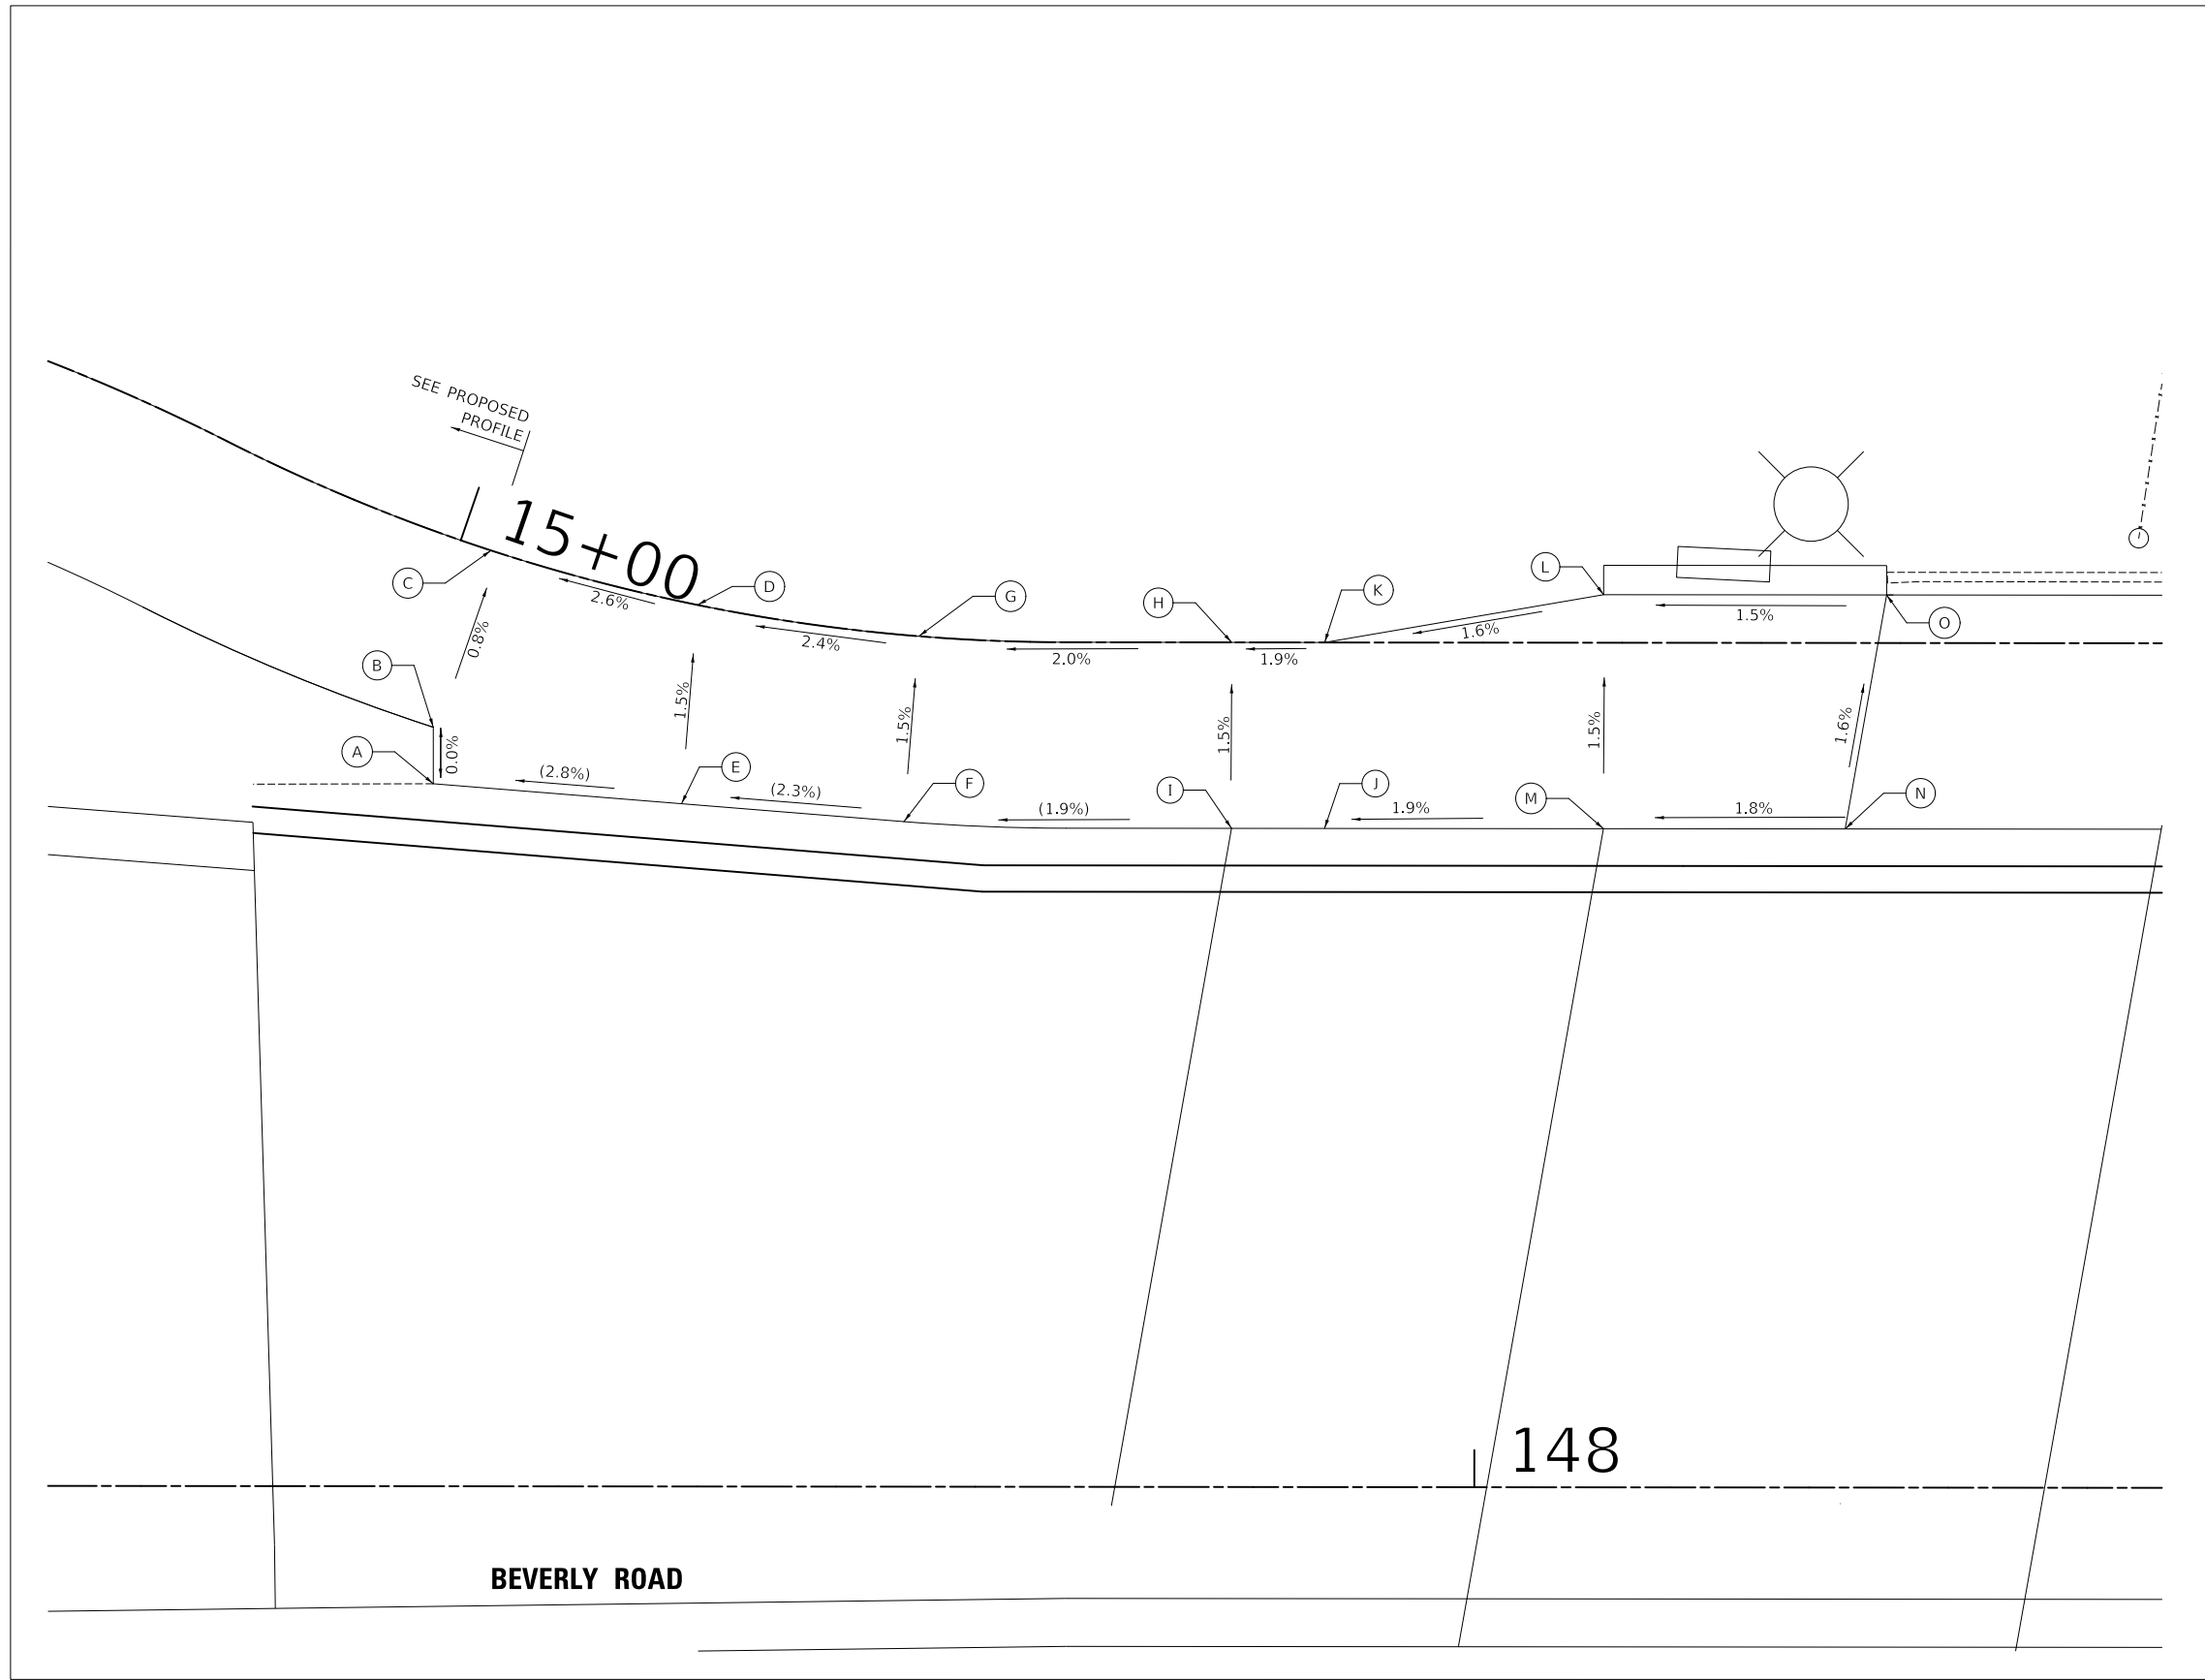 SEE PROPOSED
PROFILE
15+00
C
D
G
H
K
L
O
2.6%
2.4%
2.0%
1.9%
1.6%
1.5%
0.8%
B
A
0.0%
1.5%
1.5%
1.5%
1.5%
1.6%
(2.8%)
E
(2.3%)
F
(1.9%)
I
J
1.9%
M
1.8%
N
148
BEVERLY ROAD